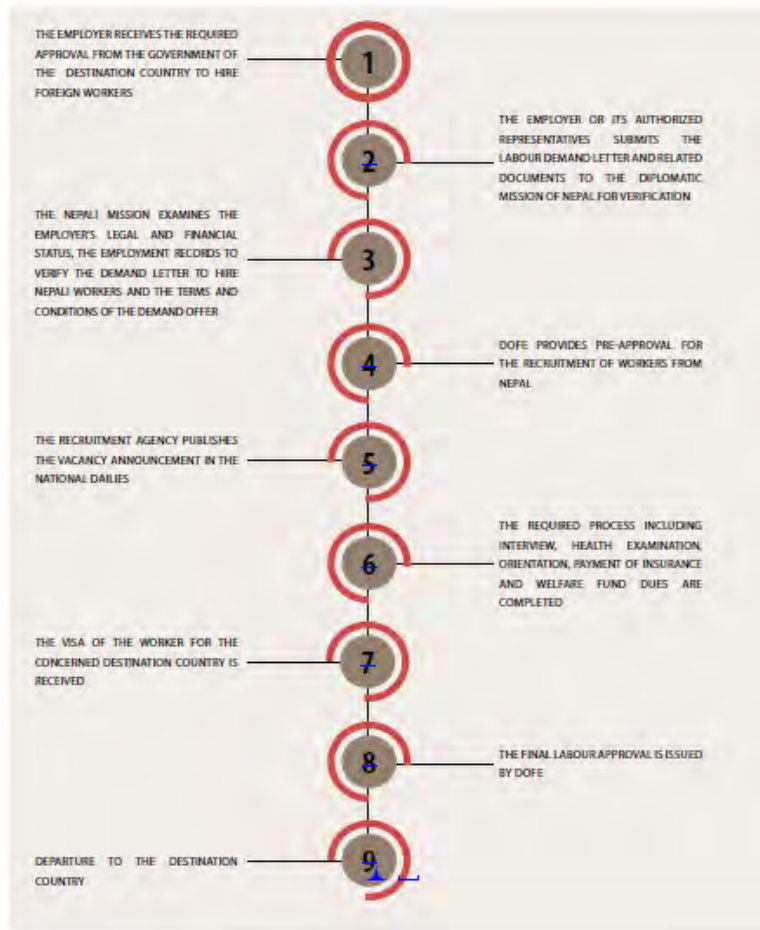 THE EMPLOYER RECEIVES THE REQUIRED
APPROVAL FROM THE GOVERNMENT OF
THE DESTINATION COUNTRY TO HIRE
FOREIGN WORKERS
1
THE EMPLOYER OR ITS AUTHORIZED
REPRESENTATIVES SUBMITS THE
LABOUR DEMAND LETTER AND RELATED
DOCUMENTS TO THE DIPLOMATIC
MISSION OF NEPAL FOR VERIFICATION
2
THE NEPALI MISSION EXAMINES THE
EMPLOYER'S LEGAL AND FINANCIAL
STATUS, THE EMPLOYMENT RECORDS TO
VERIFY THE DEMAND LETTER TO HIRE
NEPALI WORKERS AND THE TERMS AND
CONDITIONS OF THE DEMAND OFFER
3
DOFE PROVIDES PRE-APPROVAL FOR
THE RECRUITMENT OF WORKERS FROM
NEPAL
4
THE RECRUITMENT AGENCY PUBLISHES
THE VACANCY ANNOUNCEMENT IN THE
NATIONAL DAILIES
5
THE REQUIRED PROCESS INCLUDING
INTERVIEW, HEALTH EXAMINATION,
ORIENTATION, PAYMENT OF INSURANCE
AND WELFARE FUND DUES ARE
COMPLETED
6
THE VISA OF THE WORKER FOR THE
CONCERNED DESTINATION COUNTRY IS
RECEIVED
7
THE FINAL LABOUR APPROVAL IS ISSUED
BY DOFE
8
DEPARTURE TO THE DESTINATION
COUNTRY
9